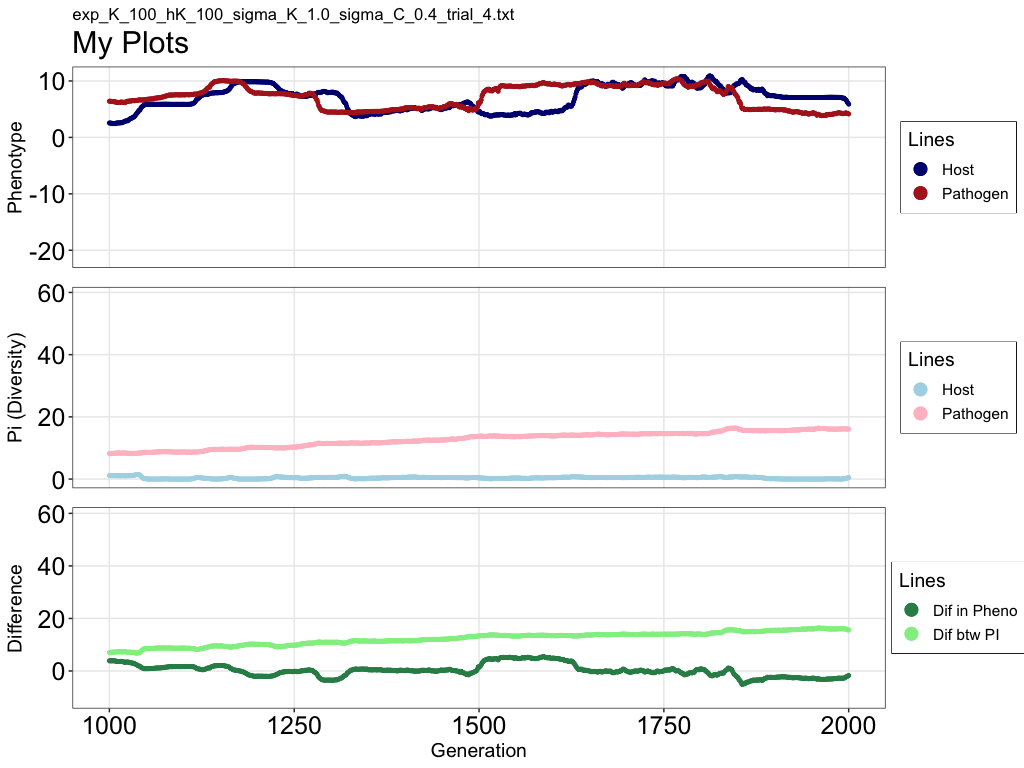 exp_K_100_hK_100_sigma_K_1.0_sigma_C_0.4_trial_4.txt
My Plots
Phenotype
10
0
-10
-20
Lines
Host
Pathogen
Pi (Diversity)
60
40
20
0
Lines
Host
Pathogen
Difference
60
40
20
0
Lines
Dif in Pheno
Dif btw PI
1000 1250 1500 1750 2000
Generation